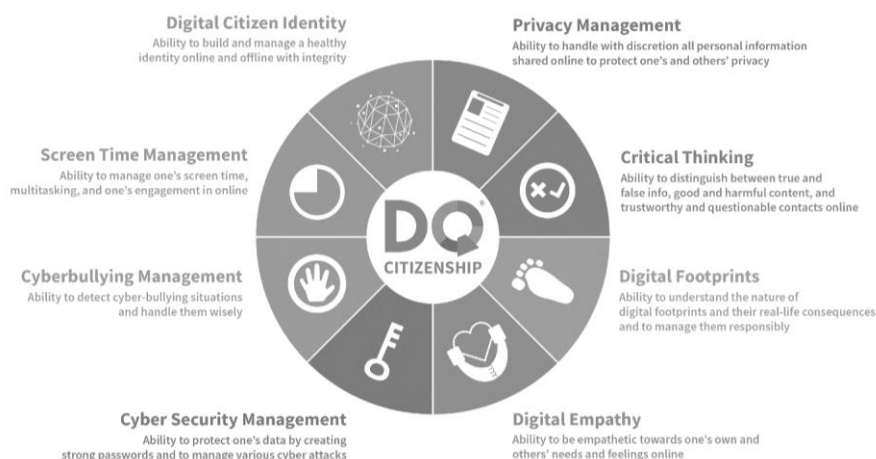 Digital Citizen Identity
Ability to build and manage a healthy
identity online and offline with integrity
Privacy Management
Ability to handle with discretion all personal information
shared online to protect one's and others' privacy
Screen Time Management
Ability to manage one's screen time,
multitasking, and one's engagement in online
Critical Thinking
Ability to distinguish between true and
false info, good and harmful content, and
trustworthy and questionable contacts online
DQ
CITIZENSHIP
Cyberbullying Management
Ability to detect cyber-bullying situations
and handle them wisely
Digital Footprints
Ability to understand the nature of
digital footprints and their real-life consequences
and to manage them responsibly
Cyber Security Management
Ability to protect one's data by creating
strong passwords and to manage various cyber attacks
Digital Empathy
Ability to be empathetic towards one's own and
others' needs and feelings online